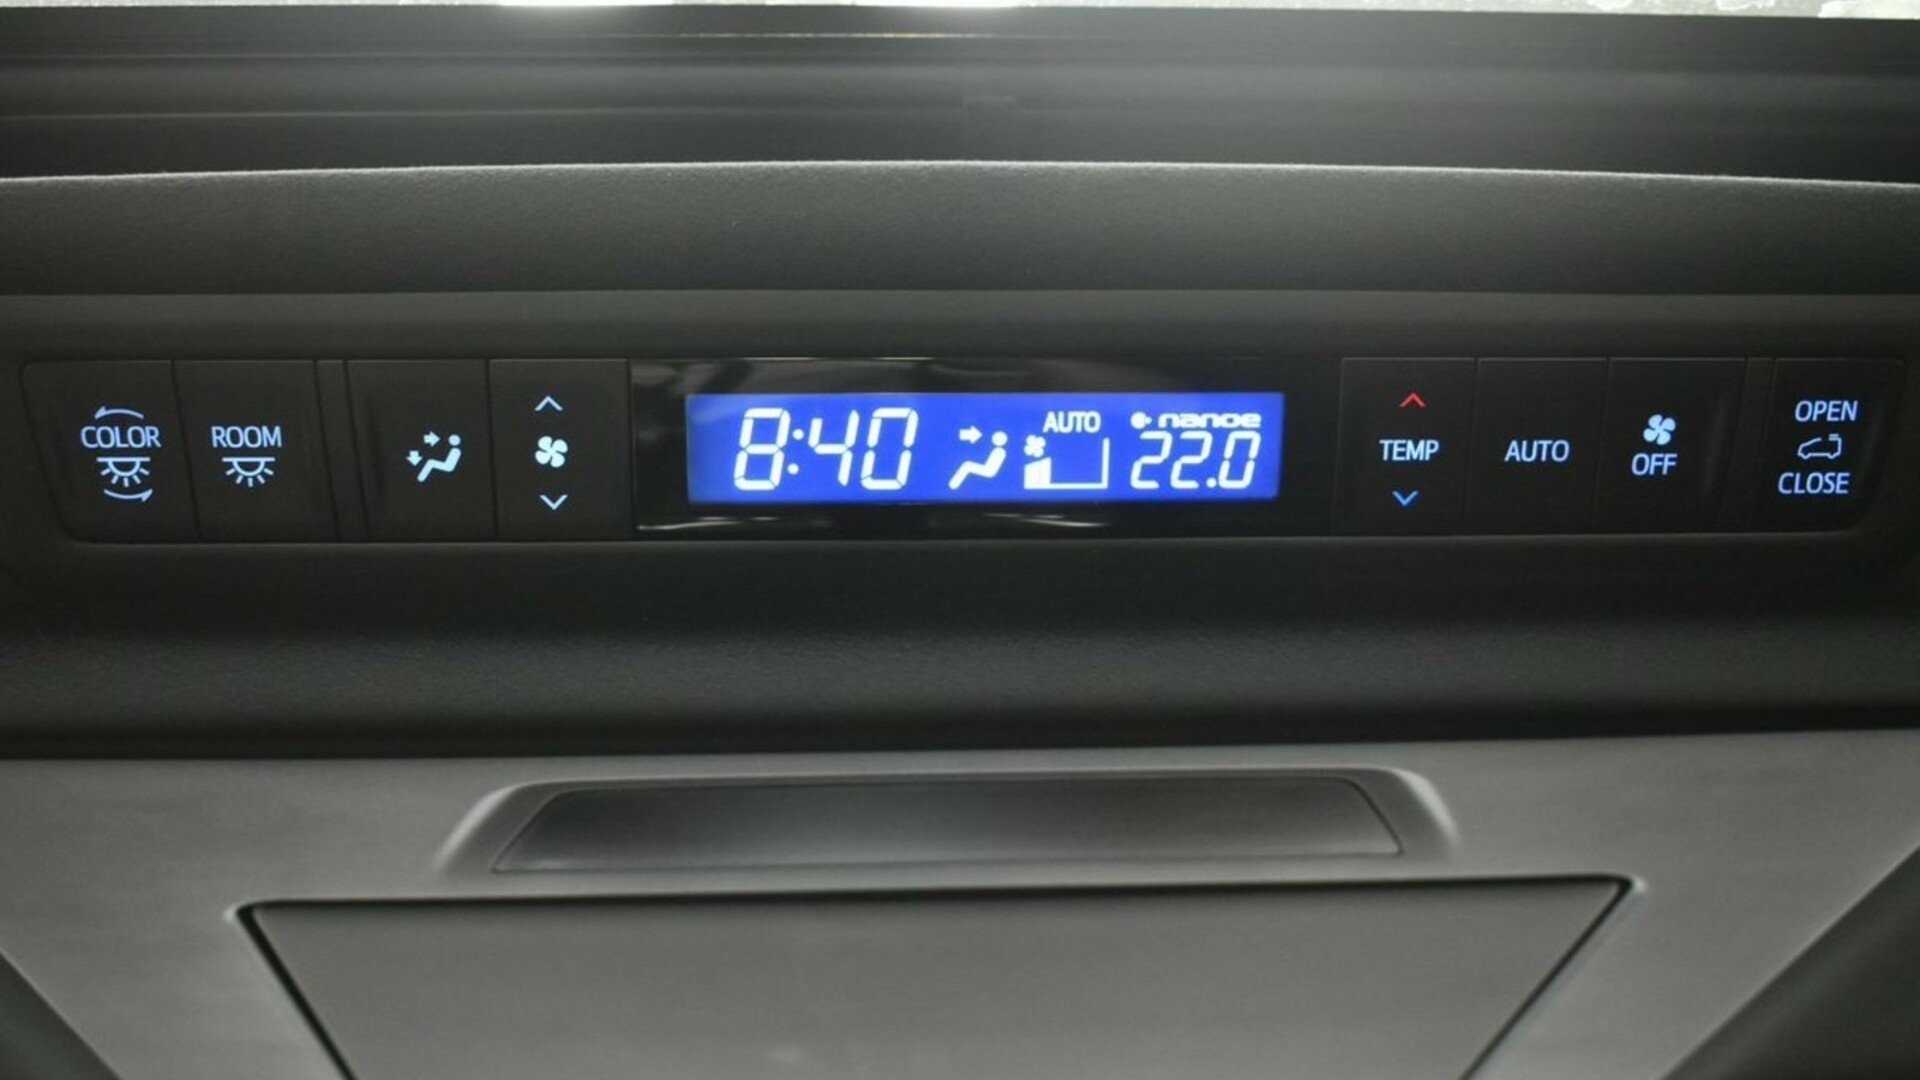 COLOR
ROOM
8:40
AUTO
nanoe
22.0
TEMP
AUTO
OFF
OPEN
CLOSE